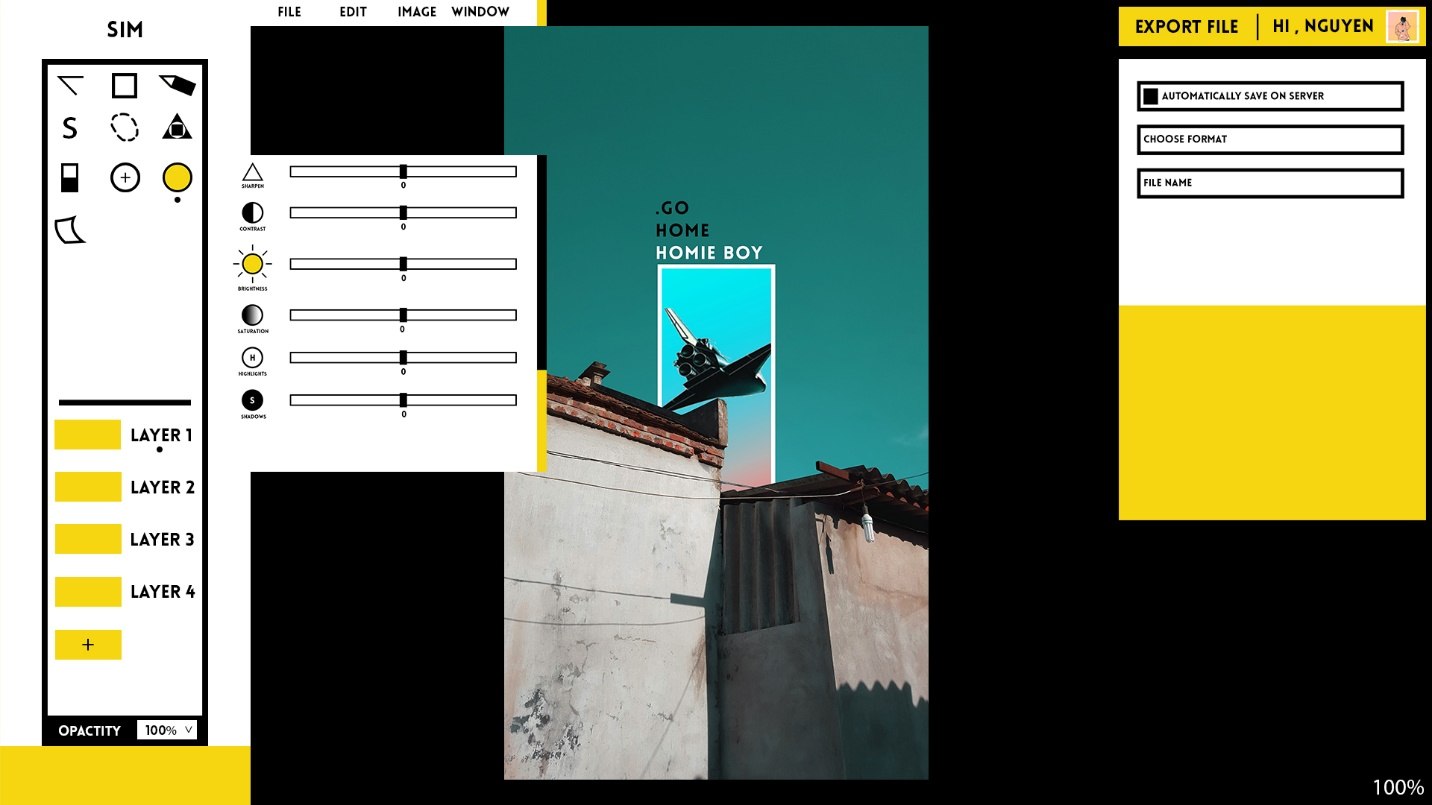 SIM
FILE EDIT IMAGE WINDOW
EXPORT FILE HI , NGUYEN
S
SHARPEN
0
CONTRAST
0
BRIGHTNESS
0
SATURATION
0
H
HIGHLIGHTS
0
S
SHADOWS
0
LAYER 1
LAYER 2
LAYER 3
LAYER 4
+
OPACTITY 100% V
.GO
HOME
HOMIE BOY
AUTOMATICALLY SAVE ON SERVER
CHOOSE FORMAT
FILE NAME
100%